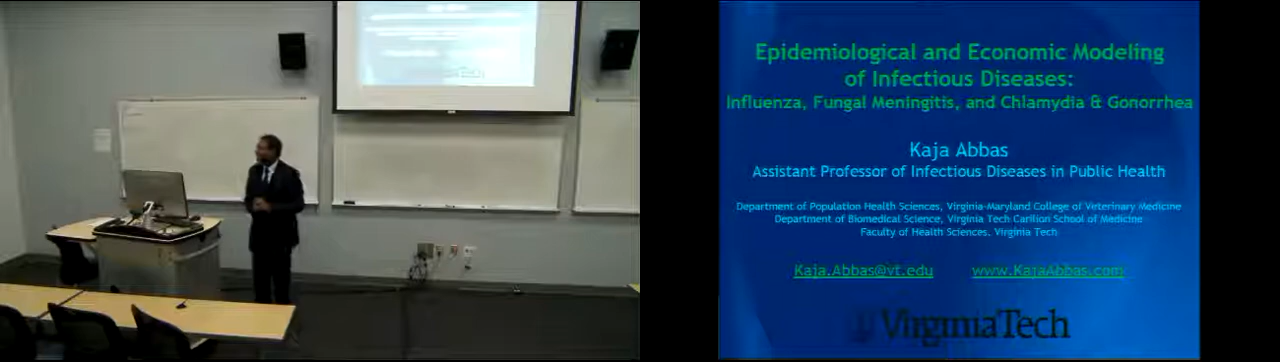 Epidemiological and Economic Modeling
of Infectious Diseases:
Influenza, Fungal Meningitis, and Chlamydia & Gonorrhea
Kaja Abbas
Assistant Professor of Infectious Diseases in Public Health
Department of Population Health Sciences, Virginia-Maryland College of Veterinary Medicine
Department of Biomedical Science, Virginia Tech Carilion School of Medicine
Faculty of Health Sciences, Virginia Tech
Kaja.Abbas@vt.edu www.KajaAbbas.com
VirginiaTech